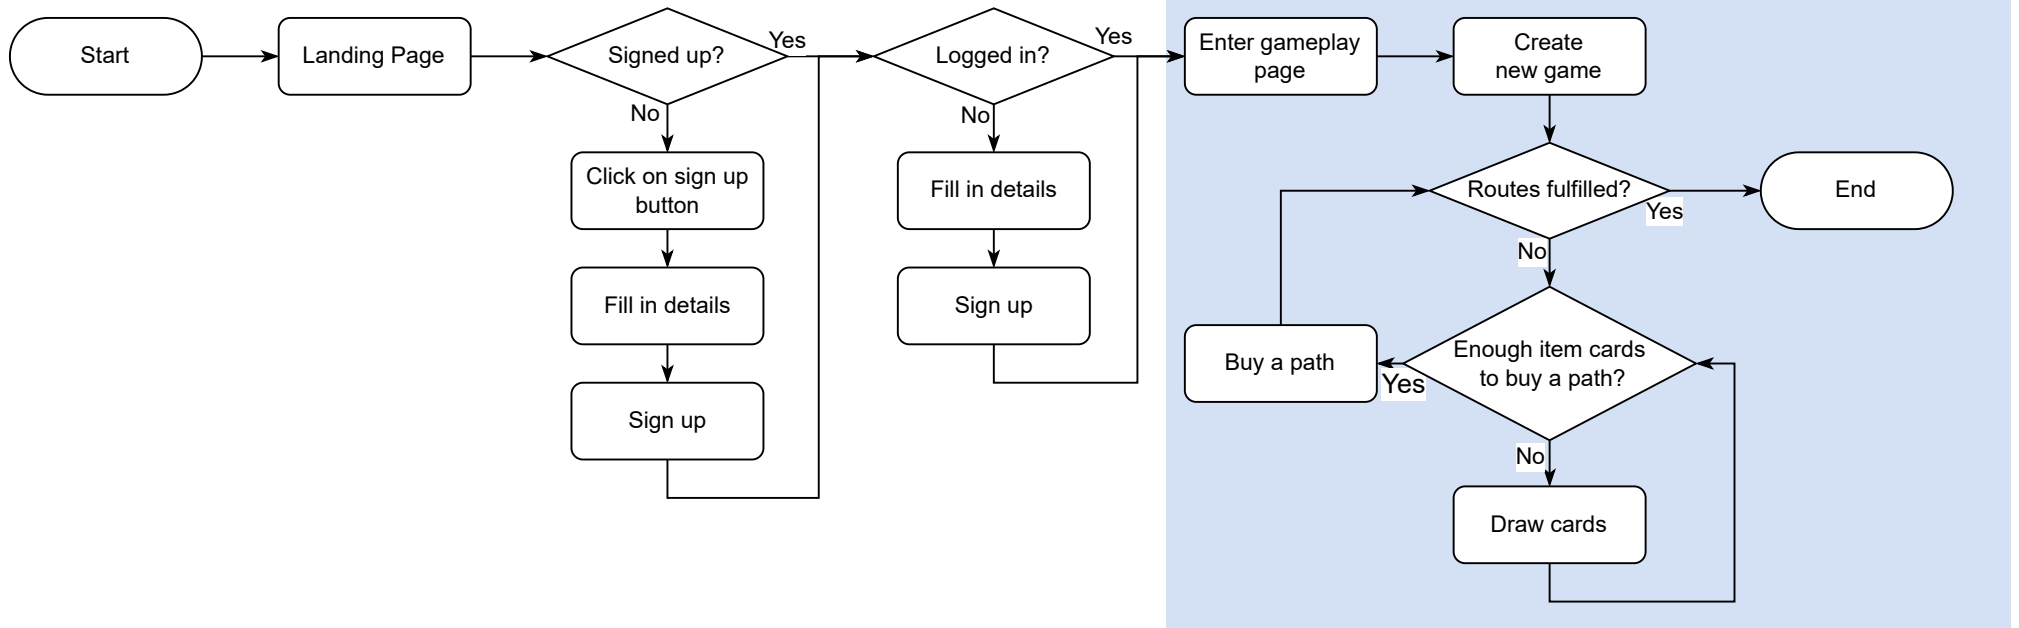 Start
Landing Page
Signed up?
Yes
No
Click on sign up
button
Fill in details
Sign up
Logged in?
Yes
No
Fill in details
Sign up
Enter gameplay
page
Create
new game
Routes fulfilled?
Yes
End
No
Enough item cards
to buy a path?
Yes
Buy a path
No
Draw cards